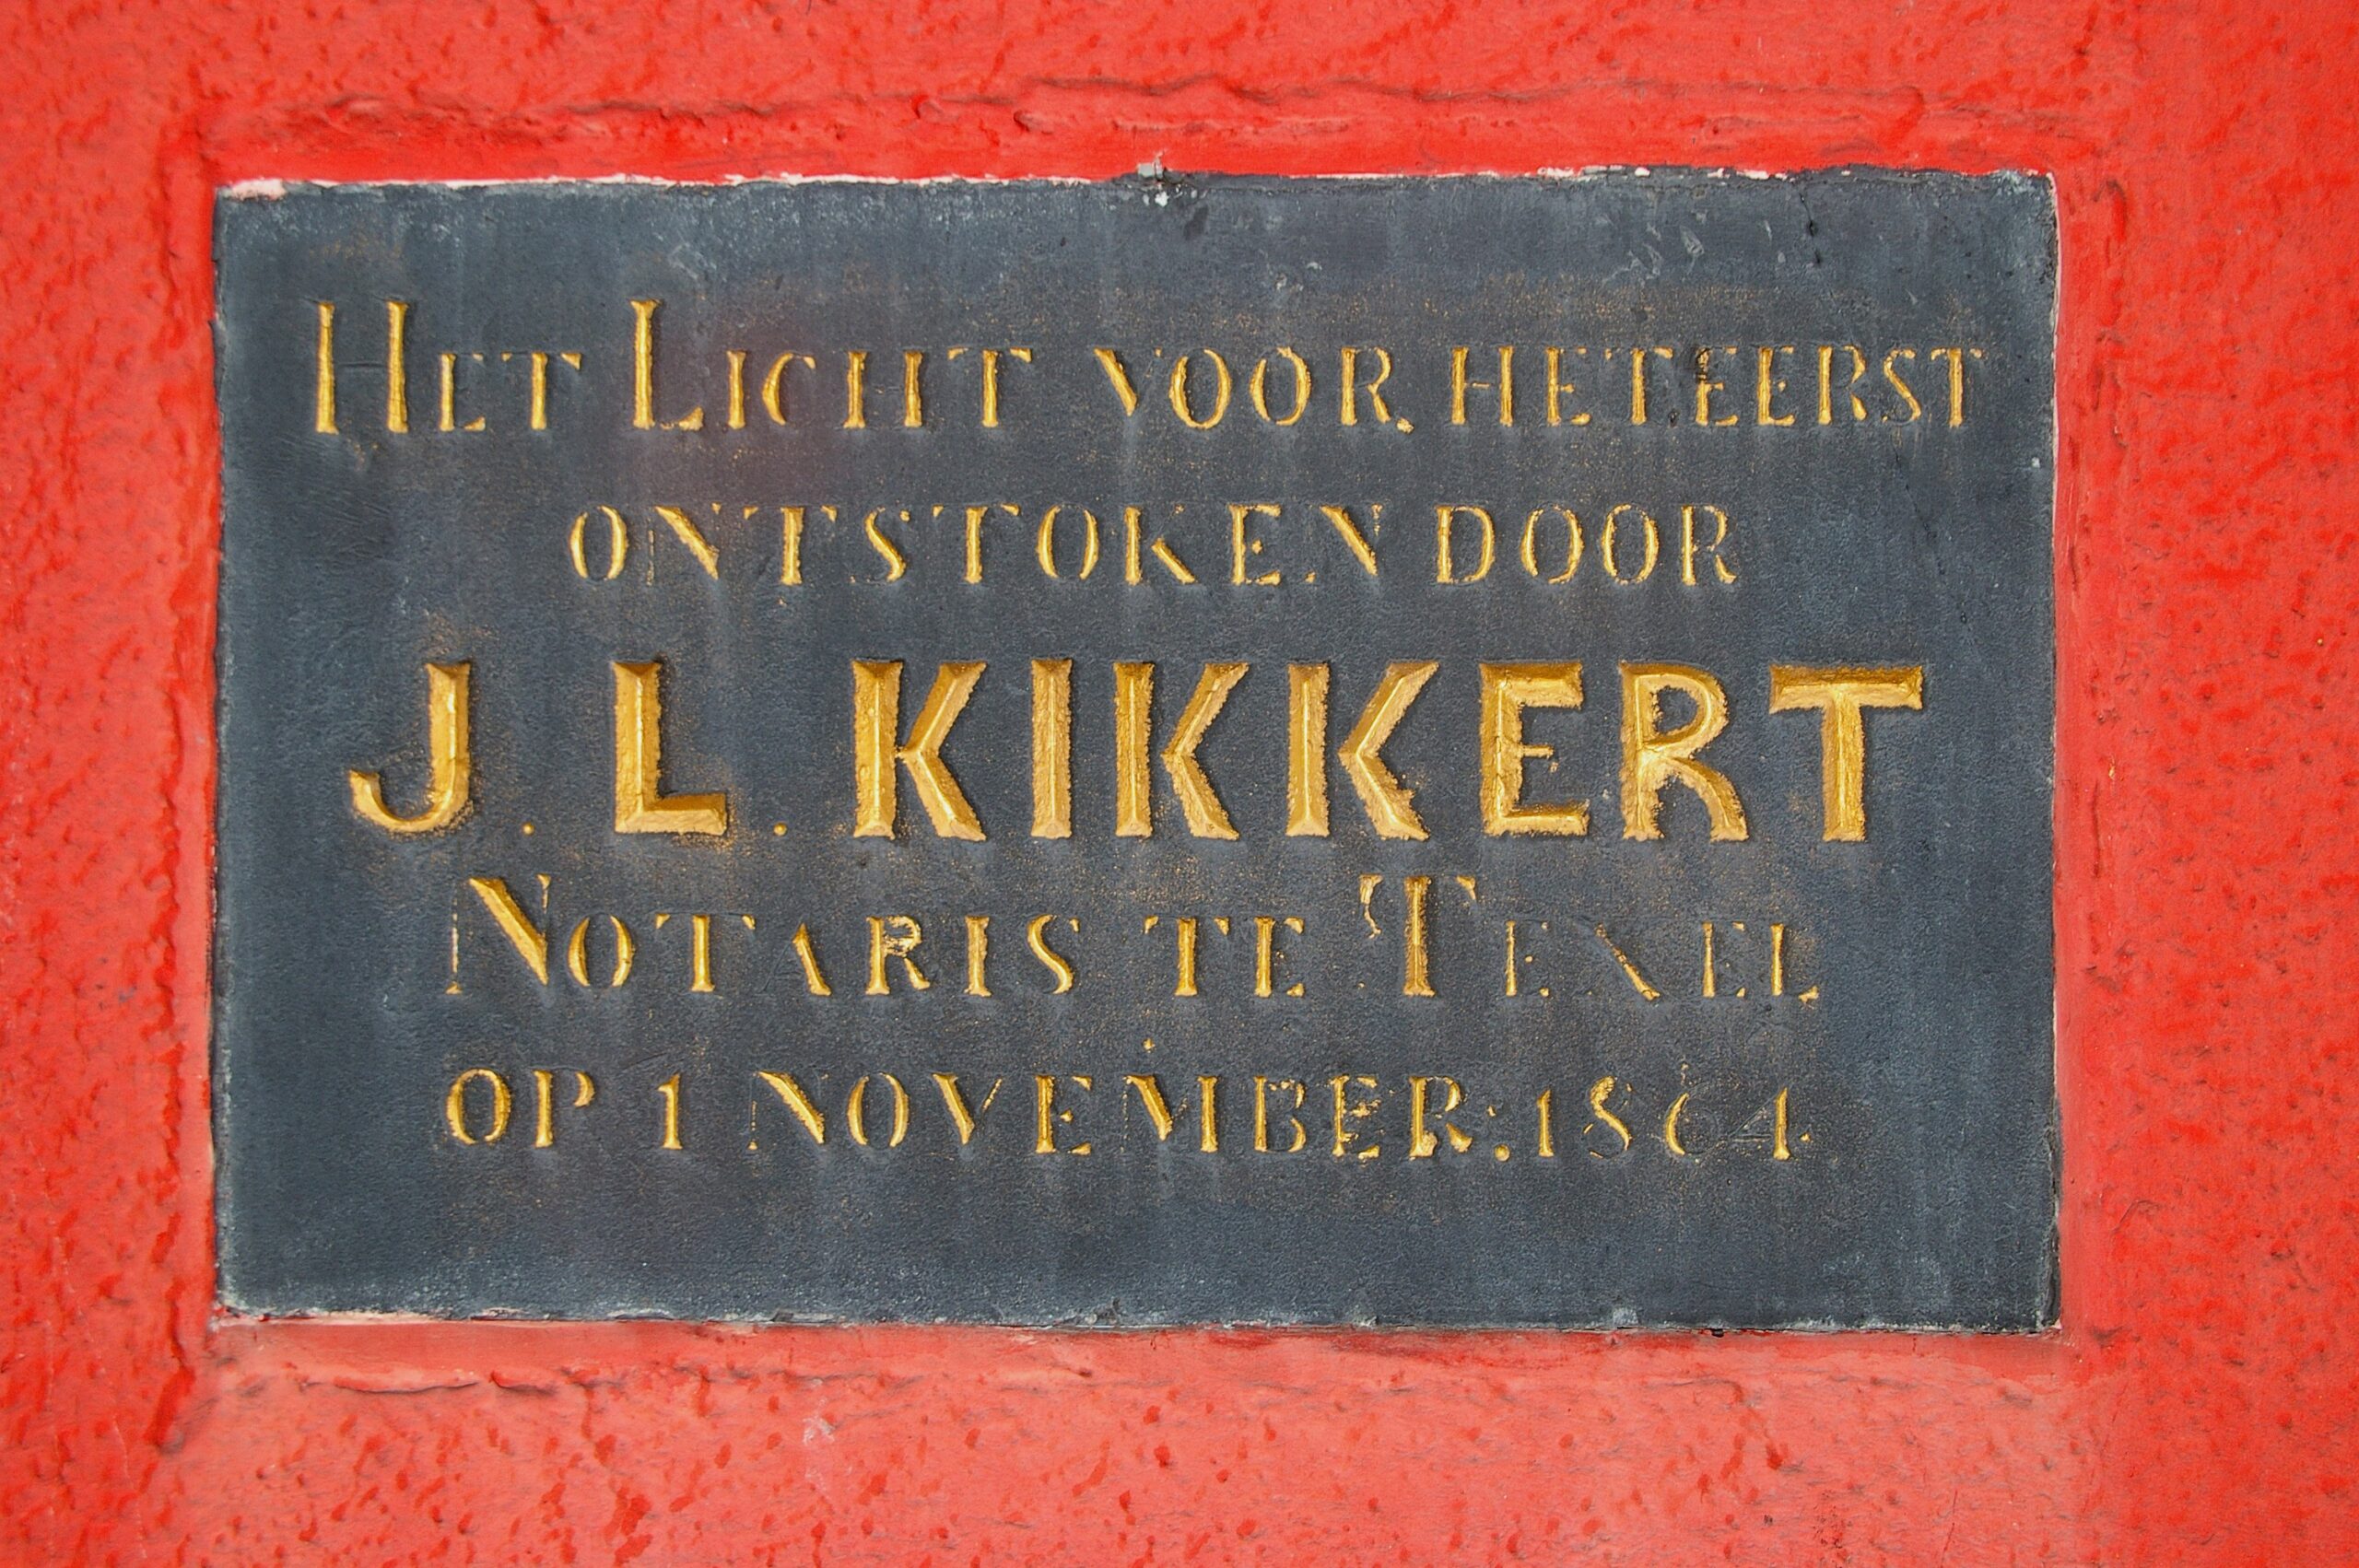 HET LICHT VOOR HET EERST
ONTSTOKEN DOOR
J. L. KIKKERT
NOTARIS TE TEXEL
OP 1 NOVEMBER. 1864.